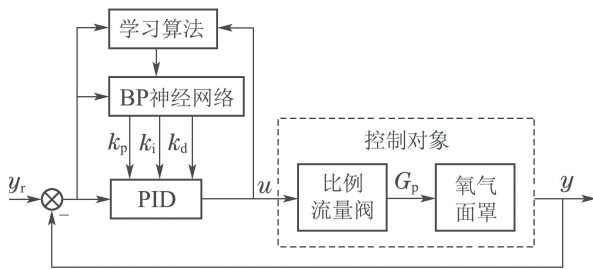 学习算法
BP神经网络
k_p k_i k_d
控制对象
y_r
PID
u
比例
流量阀
G_p
氧气
面罩
y
−